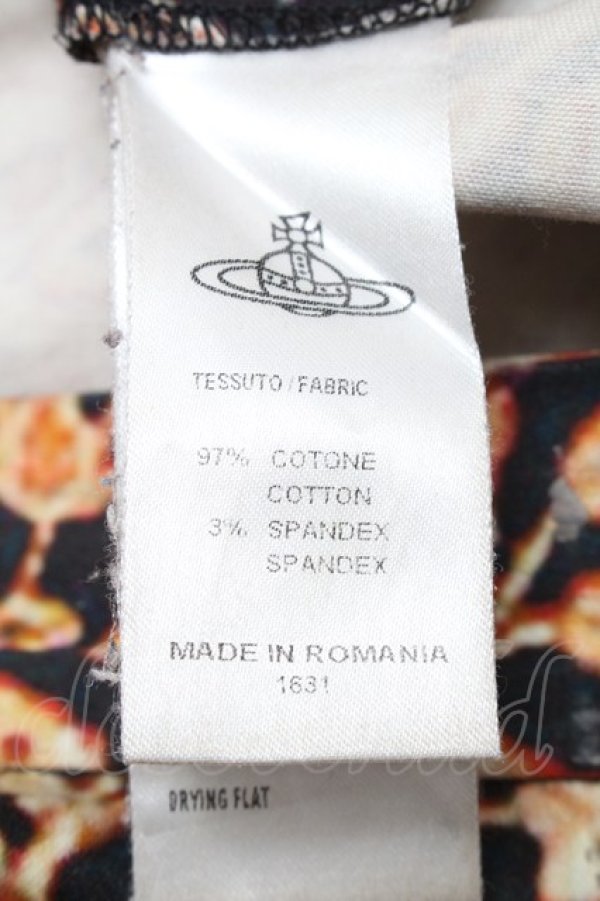 TESSUTO/FABRIC
97% COTONE
COTTON
3% SPANDEX
SPANDEX
MADE IN ROMANIA
1631
DRYING FLAT